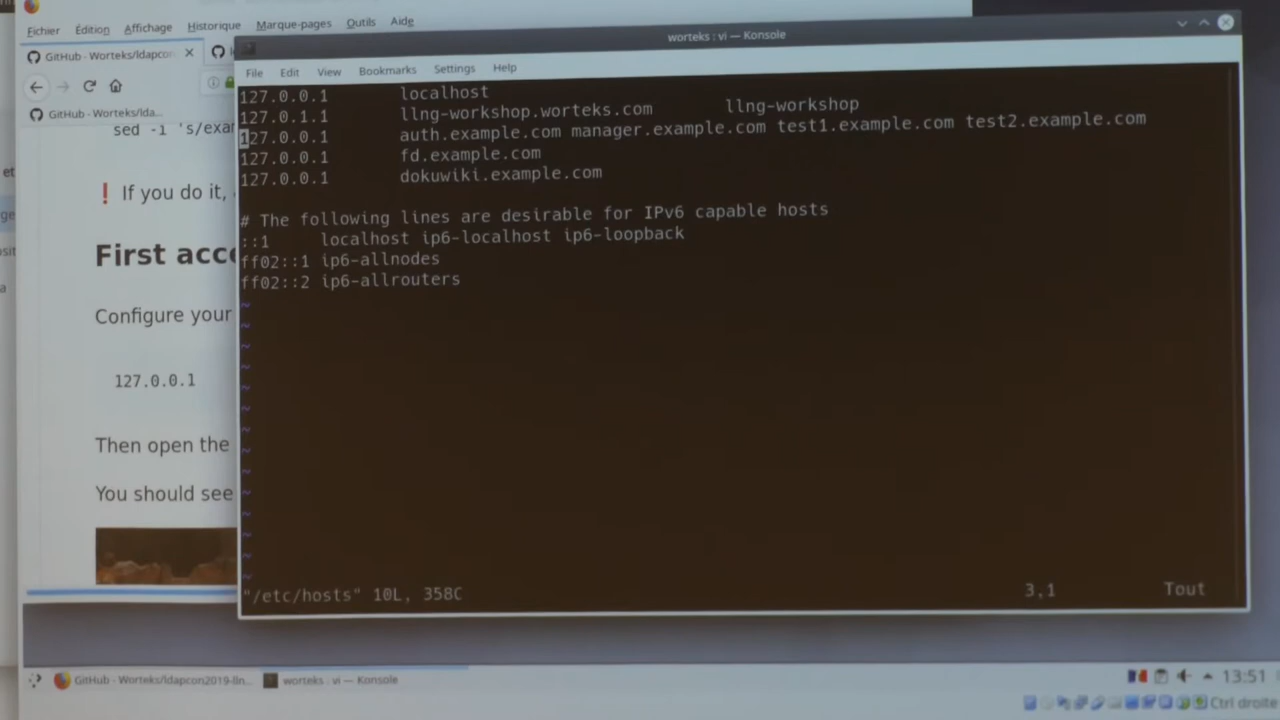 Fichier Édition Affichage Historique Marque-pages Outils Aide
GitHub - Worteks/ldapcon
GitHub - Worteks/lda...
sed -i 's/exa
❗ If you do it,
First acc
Configure your
127.0.0.1
Then open the
You should see
worteks : vi — Konsole
File Edit View Bookmarks Settings Help
127.0.0.1 localhost
127.0.1.1 llng-workshop.worteks.com llng-workshop
127.0.0.1 auth.example.com manager.example.com test1.example.com test2.example.com
127.0.0.1 fd.example.com
127.0.0.1 dokuwiki.example.com
# The following lines are desirable for IPv6 capable hosts
::1 localhost ip6-localhost ip6-loopback
ff02::1 ip6-allnodes
ff02::2 ip6-allrouters
~
~
~
~
~
~
~
~
~
~
~
~
~
~
"/etc/hosts" 10L, 358C 3,1 Tout
GitHub - Worteks/ldapcon2019-lln... worteks : vi — Konsole 13:51
Ctrl droite